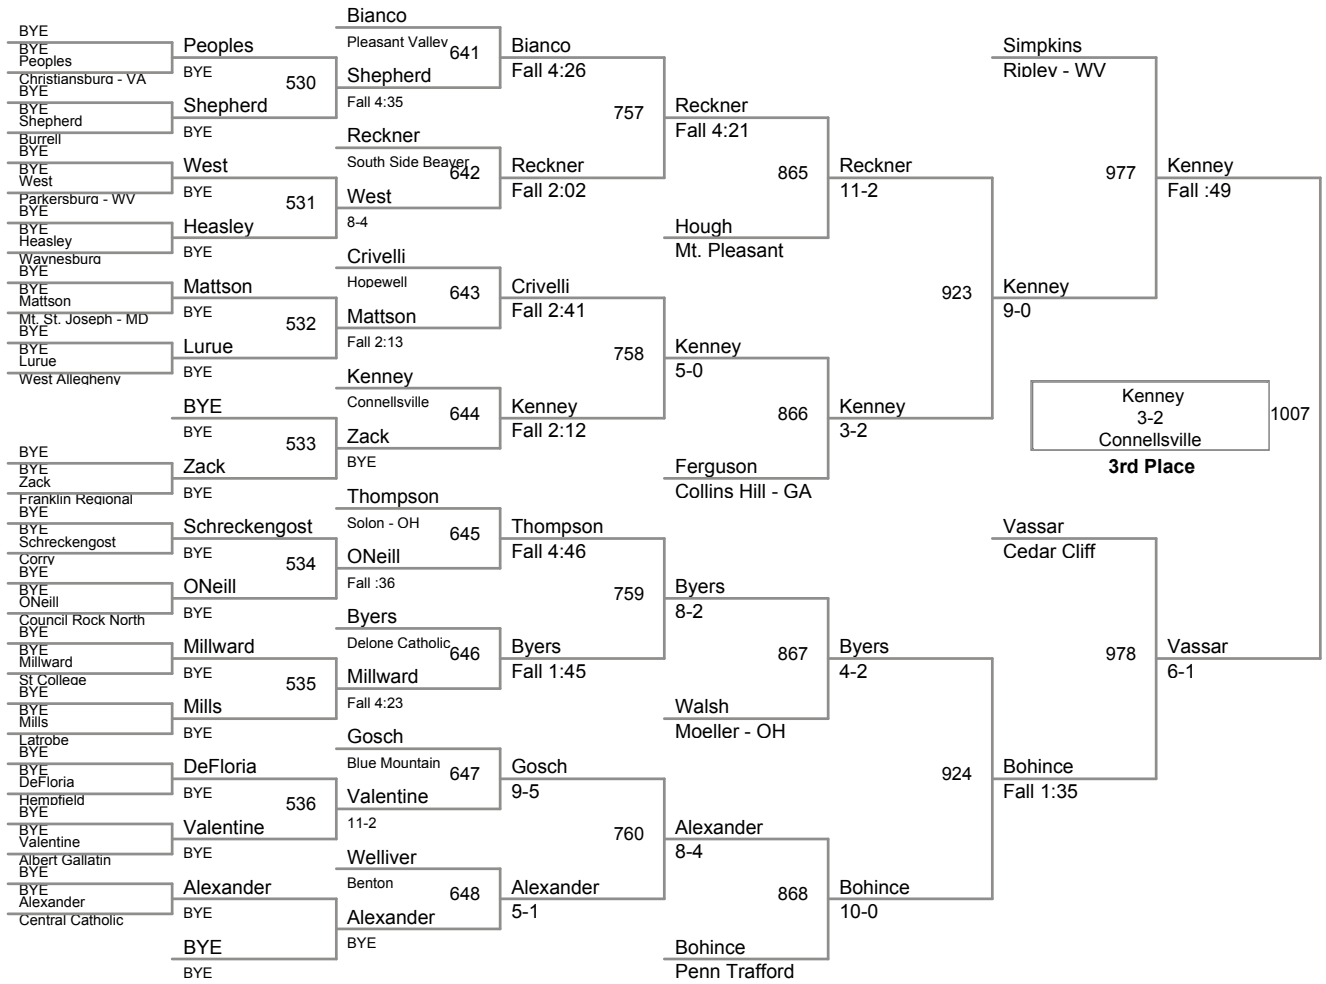 BYE
BYE
Peoples
Christiansburg - VA
BYE
BYE
Shepherd
Burrell
BYE
BYE
West
Parkersburg - WV
BYE
BYE
Heasley
Waynesburg
BYE
BYE
Mattson
Mt. St. Joseph - MD
BYE
BYE
Lurue
West Allegheny
BYE
BYE
Zack
Franklin Regional
BYE
BYE
Schreckengost
Corry
BYE
BYE
ONeill
Council Rock North
BYE
BYE
Millward
St College
BYE
BYE
Mills
Latrobe
BYE
BYE
DeFloria
Hempfield
BYE
BYE
Valentine
Albert Gallatin
BYE
BYE
Alexander
Central Catholic
Peoples
BYE
530
Shepherd
BYE
West
BYE
531
Heasley
BYE
Mattson
BYE
532
Lurue
BYE
BYE
BYE
533
Zack
BYE
Schreckengost
BYE
534
ONeill
BYE
Millward
BYE
535
Mills
BYE
DeFloria
BYE
536
Valentine
BYE
Alexander
BYE
BYE
BYE
Bianco
Pleasant Valley
641
Shepherd
Fall 4:35
Reckner
South Side Beaver
642
West
8-4
Crivelli
Hopewell
643
Mattson
Fall 2:13
Kenney
Connellsville
644
Zack
BYE
Thompson
Solon - OH
645
ONeill
Fall :36
Byers
Delone Catholic
646
Millward
Fall 4:23
Gosch
Blue Mountain
647
Valentine
11-2
Welliver
Benton
648
Alexander
BYE
Bianco
Fall 4:26
757
Reckner
Fall 2:02
Crivelli
Fall 2:41
758
Kenney
Fall 2:12
Thompson
Fall 4:46
759
Byers
Fall 1:45
Gosch
9-5
760
Alexander
5-1
Reckner
Fall 4:21
865
Hough
Mt. Pleasant
Kenney
5-0
866
Ferguson
Collins Hill - GA
Byers
8-2
867
Walsh
Moeller - OH
Alexander
8-4
868
Bohince
Penn Trafford
Reckner
11-2
923
Kenney
3-2
Byers
4-2
924
Bohince
10-0
Simpkins
Ripley - WV
977
Kenney
9-0
Vassar
Cedar Cliff
978
Bohince
Fall 1:35
Kenney
Fall :49
Vassar
6-1
Kenney
3-2
Connellsville
1007
3rd Place